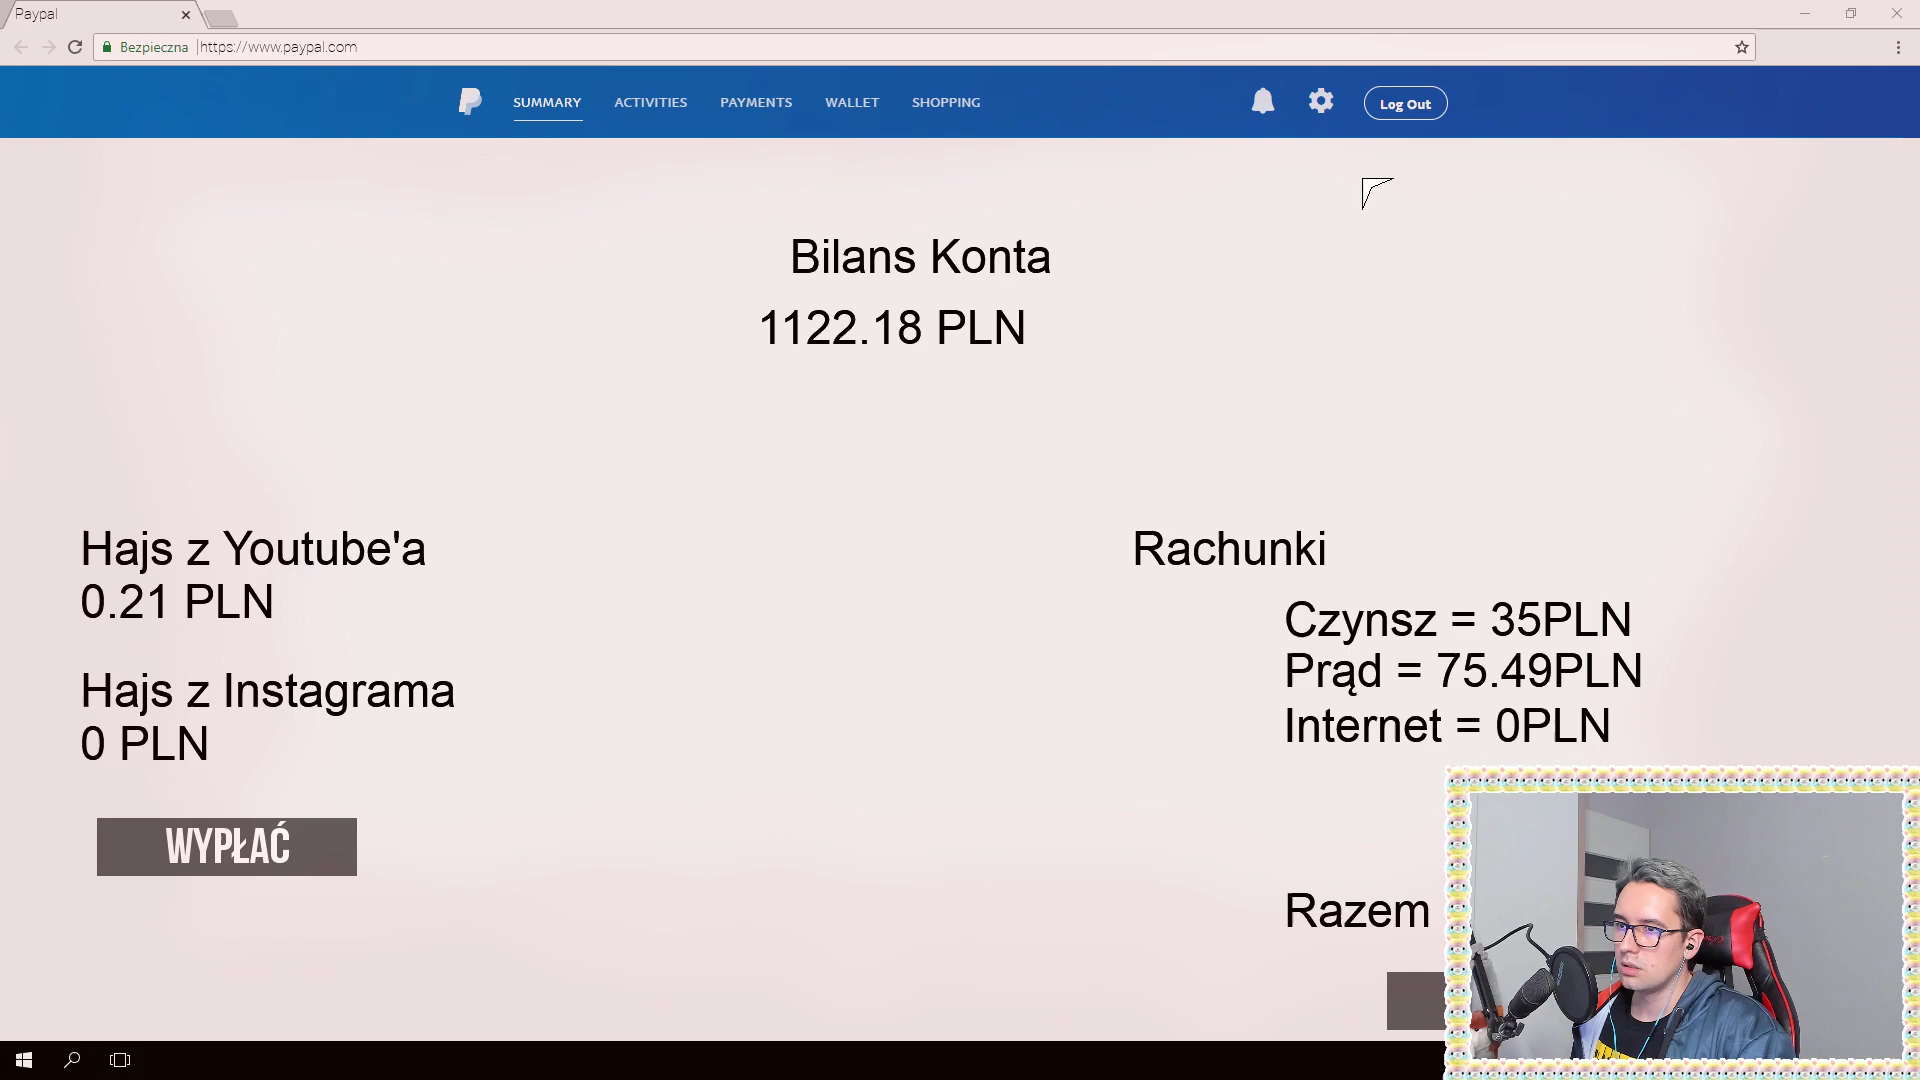 Paypal
Bezpieczna https://www.paypal.com
SUMMARY ACTIVITIES PAYMENTS WALLET SHOPPING Log Out
Bilans Konta
1122.18 PLN
Hajs z Youtube'a
0.21 PLN
Hajs z Instagrama
0 PLN
WYPŁAĆ
Rachunki
Czynsz = 35PLN
Prąd = 75.49PLN
Internet = 0PLN
Razem